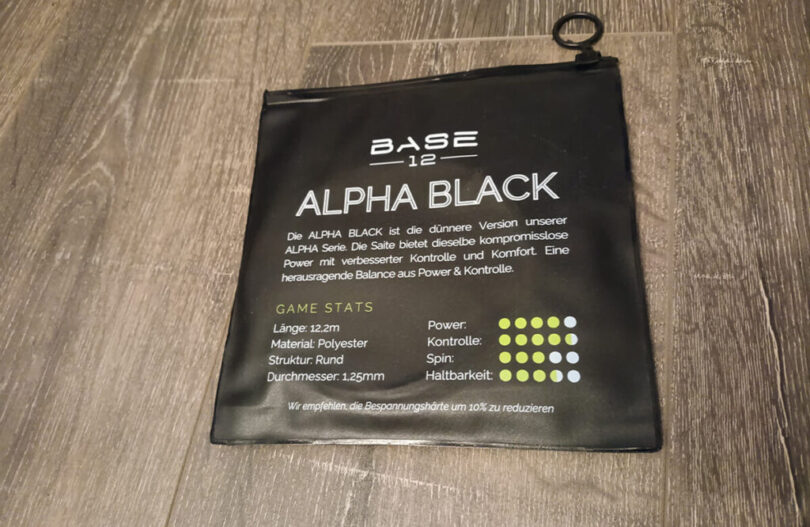 BASE
12
ALPHA BLACK
Die ALPHA BLACK ist die dünnere Version unserer
ALPHA Serie. Die Saite bietet dieselbe kompromisslose
Power mit verbesserter Kontrolle und Komfort. Eine
herausragende Balance aus Power & Kontrolle.
GAME STATS
Länge: 12,2m
Material: Polyester
Struktur: Rund
Durchmesser: 1,25mm
Power:
Kontrolle:
Spin:
Haltbarkeit:
Wir empfehlen, die Bespannungshärte um 10% zu reduzieren